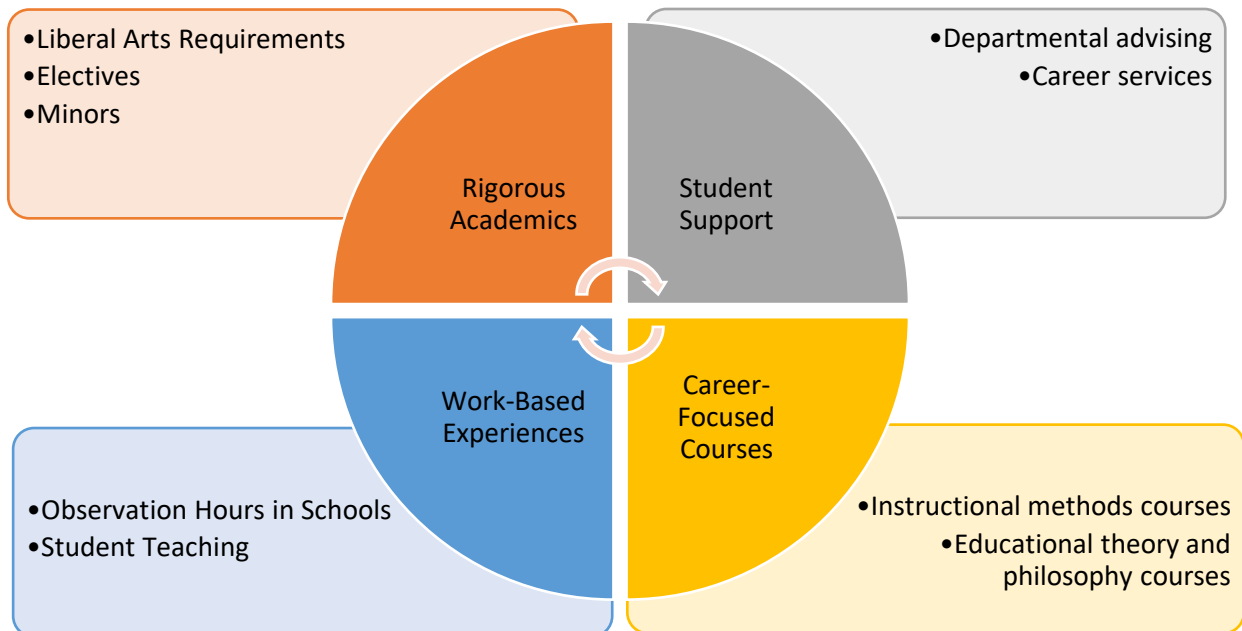 •Liberal Arts Requirements
•Electives
•Minors
•Departmental advising
•Career services
Rigorous
Academics
Student
Support
Work-Based
Experiences
Career-
Focused
Courses
•Observation Hours in Schools
•Student Teaching
•Instructional methods courses
•Educational theory and
philosophy courses